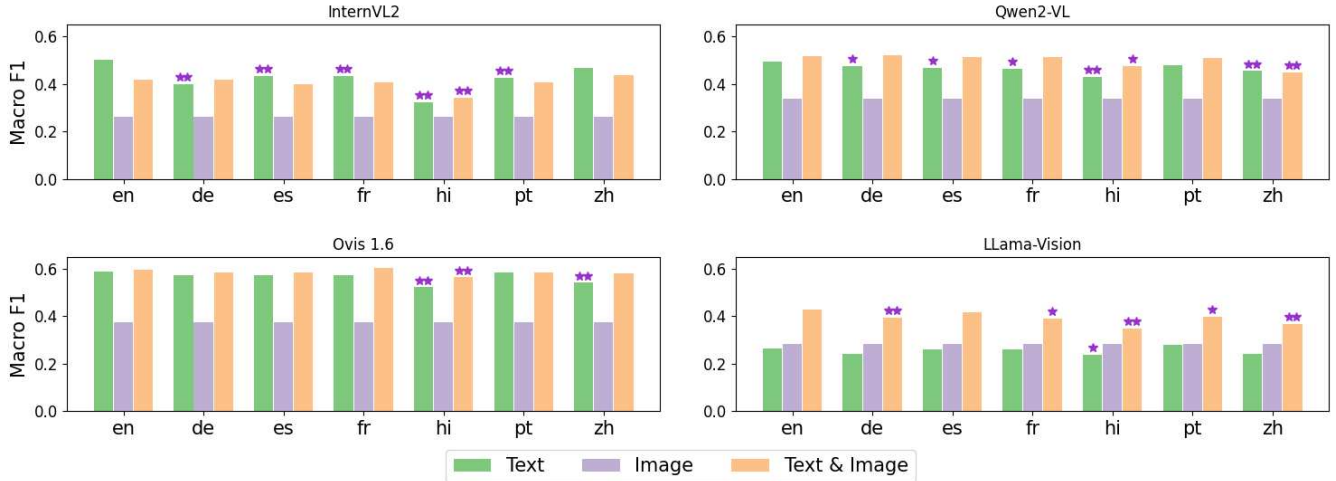 InternVL2
Qwen2-VL
Macro F1
0.6
0.4
0.2
0.0
en de es fr hi pt zh
0.6
0.4
0.2
0.0
en de es fr hi pt zh
Ovis 1.6
LLama-Vision
Macro F1
0.6
0.4
0.2
0.0
en de es fr hi pt zh
0.6
0.4
0.2
0.0
en de es fr hi pt zh
Text Image Text & Image